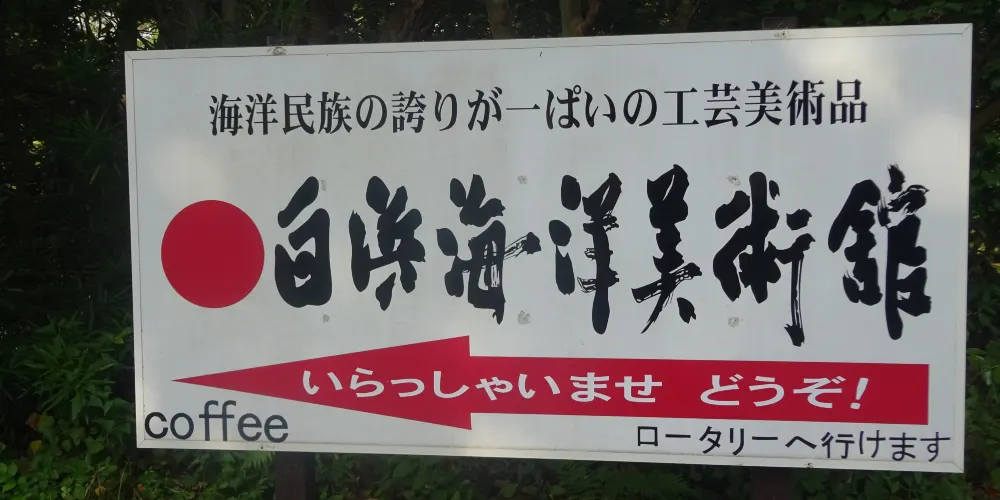 海洋民族の誇りが一ぱいの工芸美術品
白浜海洋美術館
いらっしゃいませ どうぞ!
coffee
ロータリーへ行けます